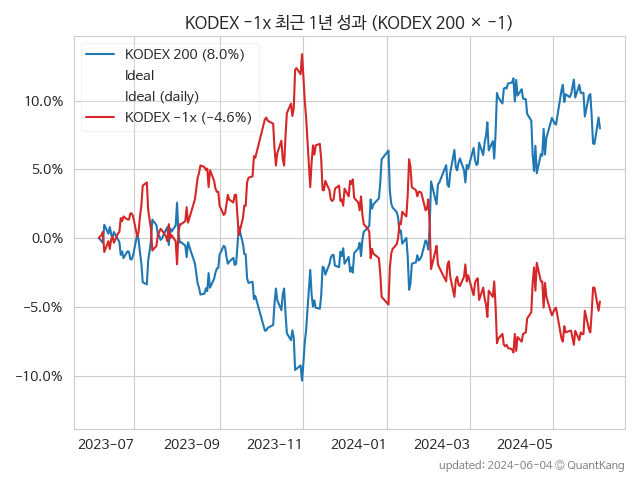 KODEX -1x 최근 1년 성과 (KODEX 200 × -1)
KODEX 200 (8.0%)
Ideal
Ideal (daily)
KODEX -1x (-4.6%)
10.0%
5.0%
0.0%
-5.0%
-10.0%
2023-07 2023-09 2023-11 2024-01 2024-03 2024-05
updated: 2024-06-04 © QuantKang